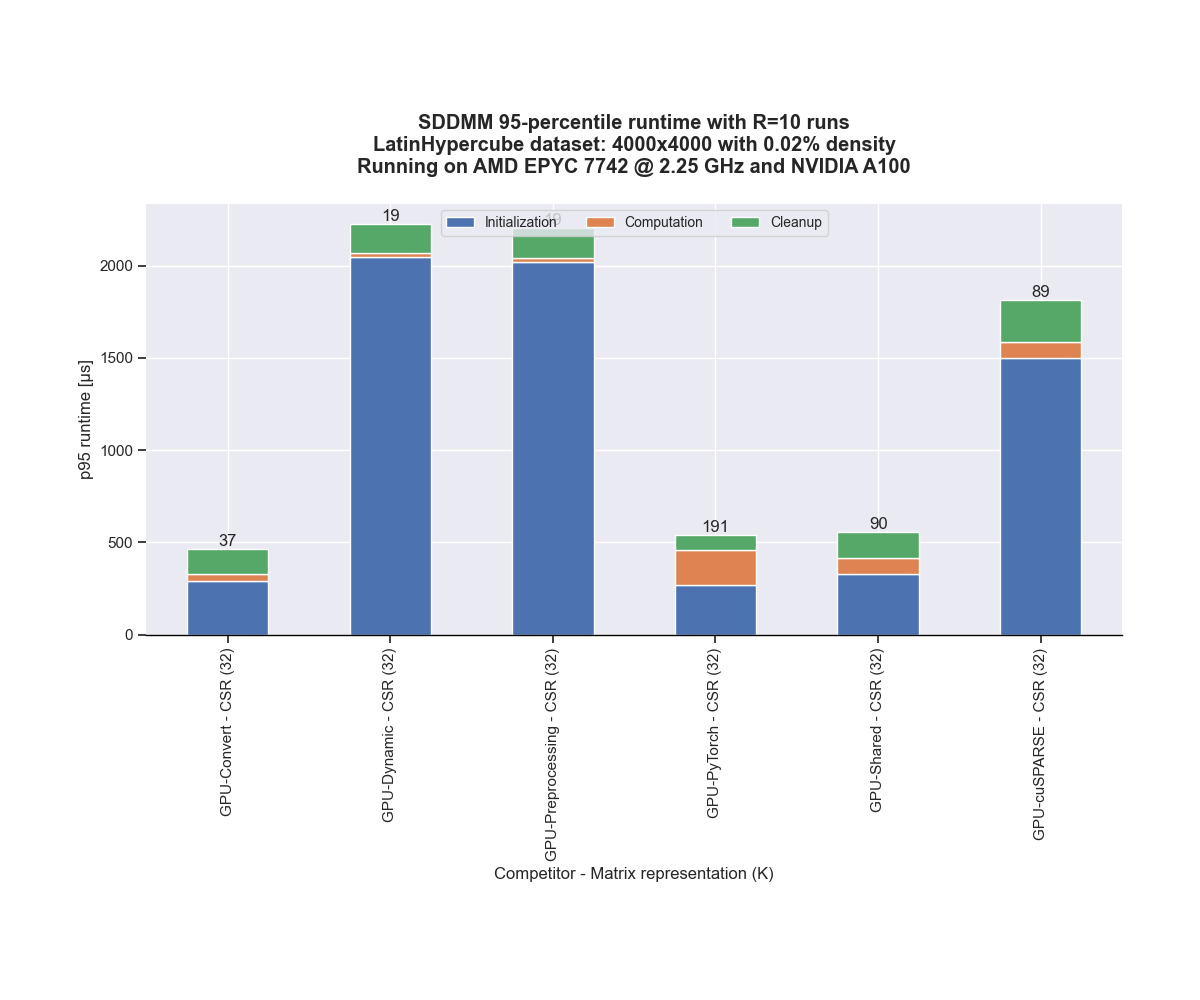 SDDMM 95-percentile runtime with R=10 runs
LatinHypercube dataset: 4000x4000 with 0.02% density
Running on AMD EPYC 7742 @ 2.25 GHz and NVIDIA A100
Initialization Computation Cleanup
p95 runtime [µs]
2000
1500
1000
500
0
37
19
19
191
90
89
GPU-Convert - CSR (32)
GPU-Dynamic - CSR (32)
GPU-Preprocessing - CSR (32)
GPU-PyTorch - CSR (32)
GPU-Shared - CSR (32)
GPU-cuSPARSE - CSR (32)
Competitor - Matrix representation (K)